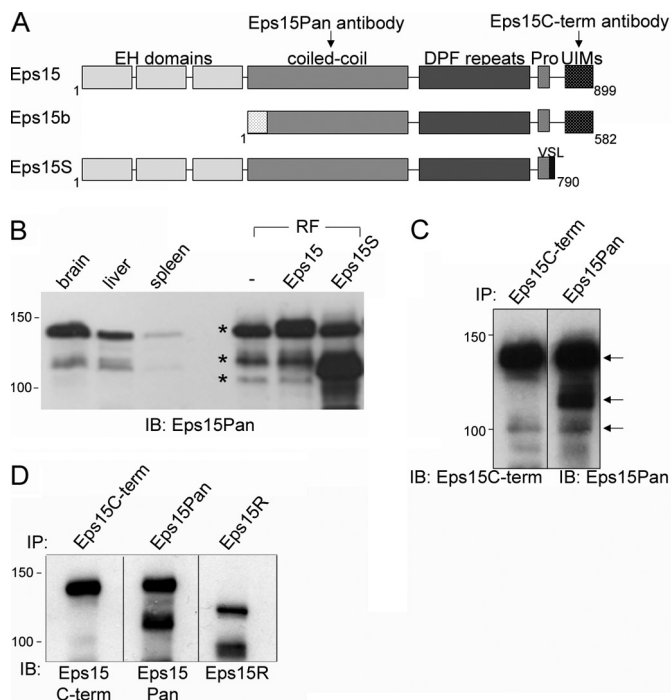 A
Eps15Pan antibody
Eps15C-term antibody
EH domains
coiled-coil
DPF repeats
Pro
UIMs
Eps15
1
899
Eps15b
1
582
Eps15S
1
VSL
790
B
RF
brain
liver
spleen
-
Eps15
Eps15S
150
100
*
*
*
IB: Eps15Pan
C
IP:
Eps15C-term
Eps15Pan
150
100
IB: Eps15C-term
IB: Eps15Pan
D
IP:
Eps15C-term
Eps15Pan
Eps15R
150
100
IB:
Eps15
C-term
Eps15
Pan
Eps15R